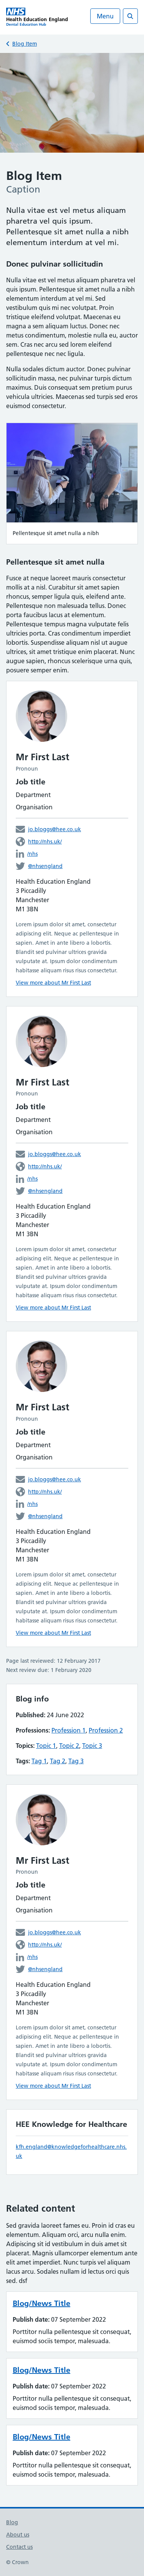 NHS
Health Education England
Dental Education Hub
Menu
Blog Item
Blog Item
Caption
Nulla vitae est vel metus aliquam
pharetra vel quis ipsum.
Pellentesque sit amet nulla a nibh
elementum interdum at vel mi.
Donec pulvinar sollicitudin
Nulla vitae est vel metus aliquam pharetra vel
quis ipsum. Pellentesque sit amet nulla a nibh
elementum interdum at vel mi. Sed
vestibulum quis mi nec volutpat. Proin
tristique eleifend volutpat. Maecenas eu
magna a sem aliquam luctus. Donec nec
lacus commodo, molestie nulla eu, auctor
sem. Cras nec arcu sed lorem eleifend
pellentesque nec nec ligula.
Nulla sodales dictum auctor. Donec pulvinar
sollicitudin massa, nec pulvinar turpis dictum
maximus. Duis consequat sem pretium purus
vehicula ultricies. Maecenas sed turpis sed eros
euismod consectetur.
Pellentesque sit amet nulla a nibh
Pellentesque sit amet nulla
Fusce at neque laoreet mauris consectetur
mollis at a nisl. Curabitur sit amet sapien
rhoncus, semper ligula quis, eleifend dui.
Pellentesque malesuada tellus sem. Donec
faucibus lacus at elementum.
Pellentesque tempus magna vulputate felis
ultricies porta. Cras condimentum imperdiet
lobortis. Suspendisse aliquam id urna ut augue
ultrices sit amet tristique enim placerat. Nunc
augue sapien, rhoncus scelerisque urna quis,
posuere semper enim.
Mr First Last
Pronoun
Job title
Department
Organisation
jo.bloggs@hee.co.uk
http://nhs.uk/
/nhs
@nhsengland
Health Education England
3 Piccadilly
Manchester
M1 3BN
Lorem ipsum dolor sit amet, consectetur
adipiscing elit. Neque ac pellentesque in
sapien. Amet in ante libero a lobortis.
Blandit sed pulvinar ultrices gravida
vulputate at. Ipsum dolor condimentum
habitasse aliquam risus risus consectetur.
View more about Mr First Last
Mr First Last
Pronoun
Job title
Department
Organisation
jo.bloggs@hee.co.uk
http://nhs.uk/
/nhs
@nhsengland
Health Education England
3 Piccadilly
Manchester
M1 3BN
Lorem ipsum dolor sit amet, consectetur
adipiscing elit. Neque ac pellentesque in
sapien. Amet in ante libero a lobortis.
Blandit sed pulvinar ultrices gravida
vulputate at. Ipsum dolor condimentum
habitasse aliquam risus risus consectetur.
View more about Mr First Last
Mr First Last
Pronoun
Job title
Department
Organisation
jo.bloggs@hee.co.uk
http://nhs.uk/
/nhs
@nhsengland
Health Education England
3 Piccadilly
Manchester
M1 3BN
Lorem ipsum dolor sit amet, consectetur
adipiscing elit. Neque ac pellentesque in
sapien. Amet in ante libero a lobortis.
Blandit sed pulvinar ultrices gravida
vulputate at. Ipsum dolor condimentum
habitasse aliquam risus risus consectetur.
View more about Mr First Last
Page last reviewed: 12 February 2017
Next review due: 1 February 2020
Blog info
Published: 24 June 2022
Professions: Profession 1, Profession 2
Topics: Topic 1, Topic 2, Topic 3
Tags: Tag 1, Tag 2, Tag 3
Mr First Last
Pronoun
Job title
Department
Organisation
jo.bloggs@hee.co.uk
http://nhs.uk/
/nhs
@nhsengland
Health Education England
3 Piccadilly
Manchester
M1 3BN
Lorem ipsum dolor sit amet, consectetur
adipiscing elit. Neque ac pellentesque in
sapien. Amet in ante libero a lobortis.
Blandit sed pulvinar ultrices gravida
vulputate at. Ipsum dolor condimentum
habitasse aliquam risus risus consectetur.
View more about Mr First Last
HEE Knowledge for Healthcare
kfh.england@knowledgeforhealthcare.nhs.
uk
Related content
Sed gravida laoreet fames eu. Proin id cras ut
diam. Aliquam orci, arcu nulla enim. Adipiscing
sit id vestibulum in duis amet sit
placerat. Magnis ullamcorper elementum ante
id eget amet imperdiet. Nunc turpis vel aliquam
iaculis arcu. Sed in nunc lorem lectus orci quis
sed. dsf
Blog/News Title
Publish date: 07 September 2022
Porttitor nulla pellentesque sit consequat,
euismod sociis tempor, malesuada.
Blog/News Title
Publish date: 07 September 2022
Porttitor nulla pellentesque sit consequat,
euismod sociis tempor, malesuada.
Blog/News Title
Publish date: 07 September 2022
Porttitor nulla pellentesque sit consequat,
euismod sociis tempor, malesuada.
Blog
About us
Contact us
© Crown